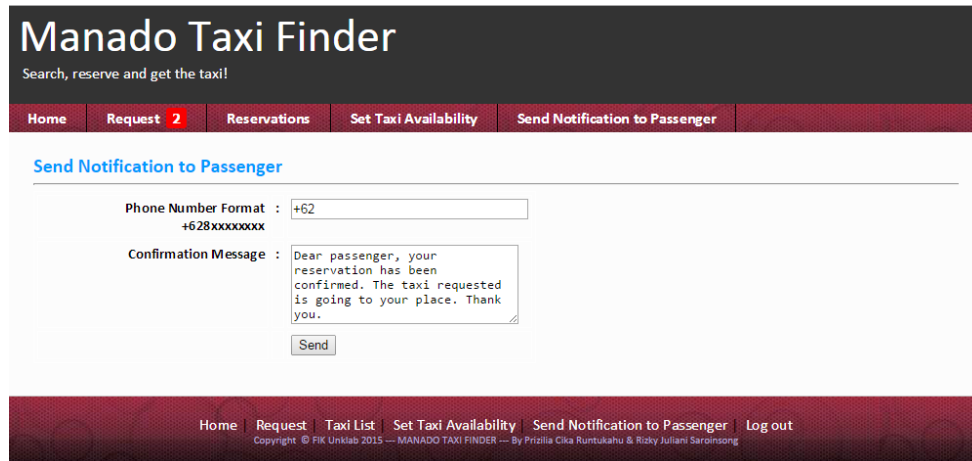 Manado Taxi Finder
Search, reserve and get the taxi!
Home Request 2 Reservations Set Taxi Availability Send Notification to Passenger
Send Notification to Passenger
Phone Number Format : +62
+628xxxxxxxx
Confirmation Message : Dear passenger, your
reservation has been
confirmed. The taxi requested
is going to your place. Thank
you.
Send
Home Request Taxi List Set Taxi Availability Send Notification to Passenger Log out
Copyright © FIK Unklab 2015 --- MANADO TAXI FINDER --- By Prizilia Cika Runtukahu & Rizky Juliani Saroinsong